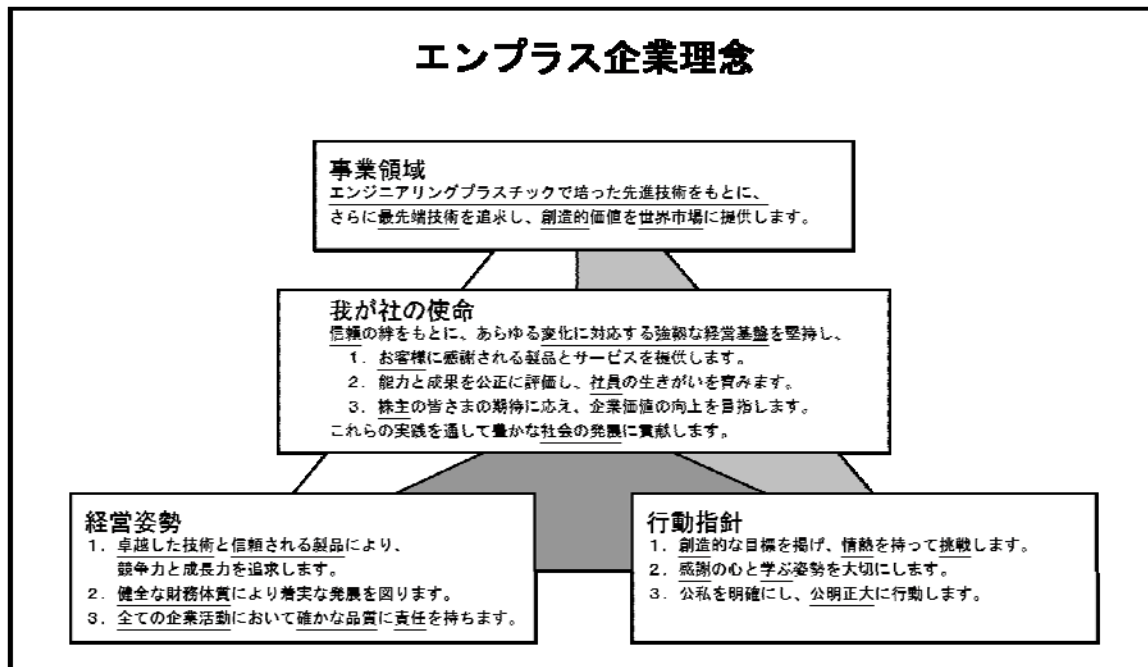 エンプラス企業理念
事業領域
エンジニアリングプラスチックで培った先進技術をもとに、
さらに最先端技術を追求し、創造的価値を世界市場に提供します。
我が社の使命
信頼の絆をもとに、あらゆる変化に対応する強靱な経営基盤を堅持し、
1．お客様に感謝される製品とサービスを提供します。
2．能力と成果を公正に評価し、社員の生きがいを育みます。
3．株主の皆さまの期待に応え、企業価値の向上を目指します。
これらの実践を通して豊かな社会の発展に貢献します。
経営姿勢
1．卓越した技術と信頼される製品により、
競争力と成長力を追求します。
2．健全な財務体質により着実な発展を図ります。
3．全ての企業活動において確かな品質に責任を持ちます。
行動指針
1．創造的な目標を掲げ、情熱を持って挑戦します。
2．感謝の心と学ぶ姿勢を大切にします。
3．公私を明確にし、公明正大に行動します。